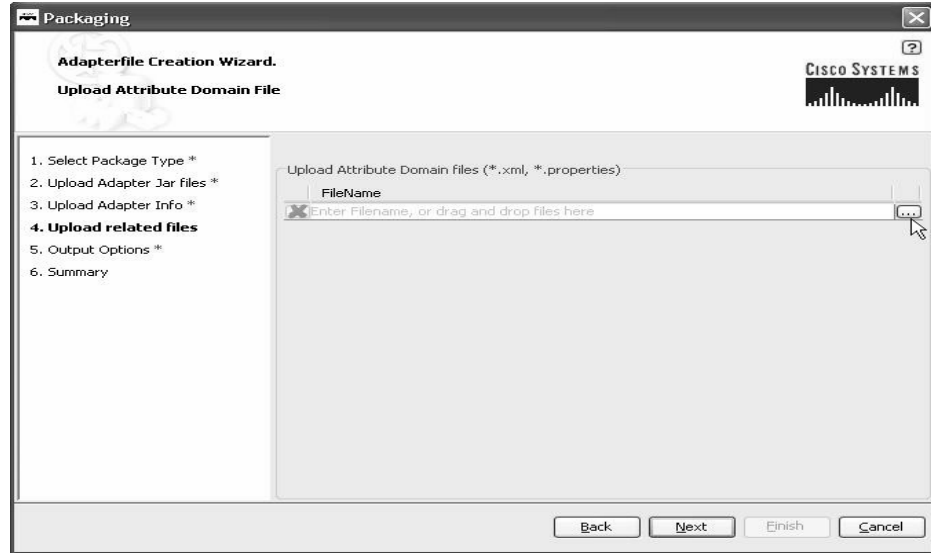 Packaging
Adapterfile Creation Wizard.
Upload Attribute Domain File
?
CISCO SYSTEMS
1. Select Package Type *
2. Upload Adapter Jar files *
3. Upload Adapter Info *
4. Upload related files
5. Output Options *
6. Summary
Upload Attribute Domain files (*.xml, *.properties)
FileName
Enter Filename, or drag and drop files here
...
Back
Next
Finish
Cancel